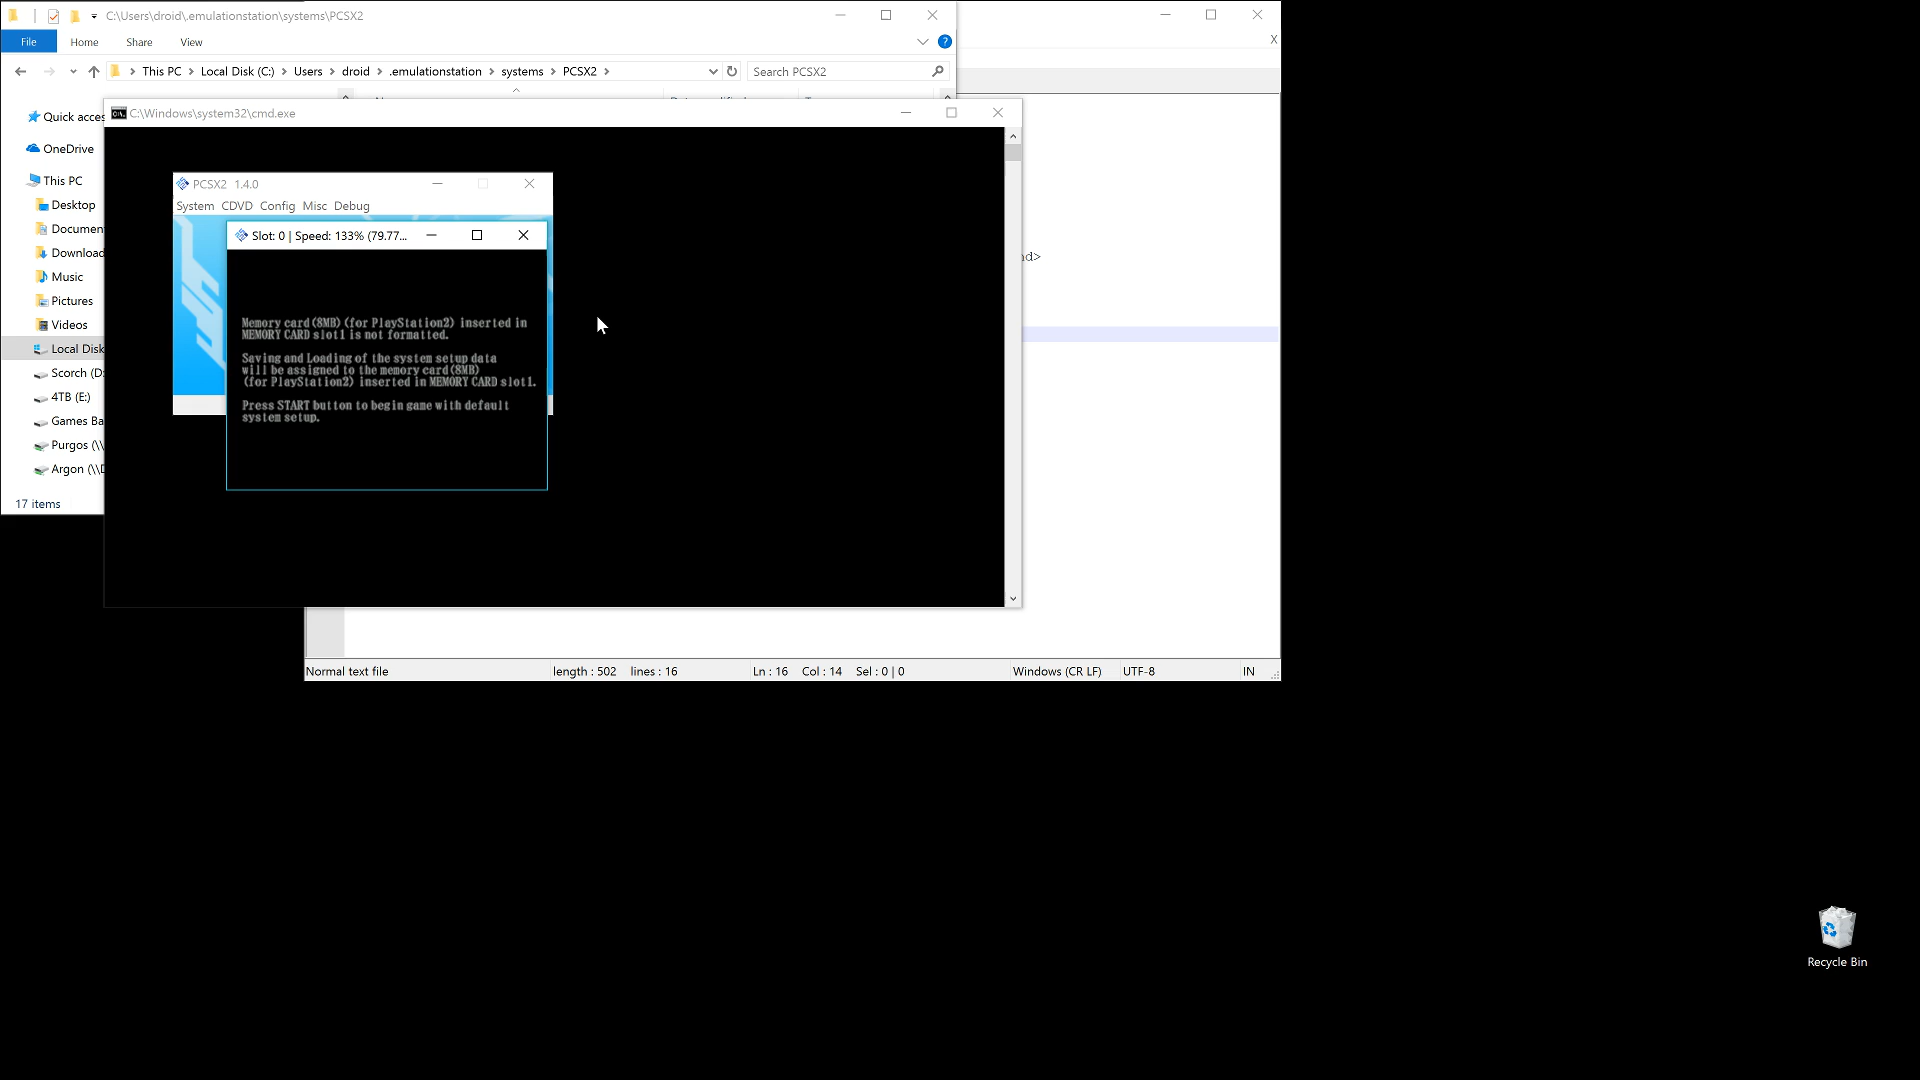 C:\Users\droid\.emulationstation\systems\PCSX2
File Home Share View
This PC Local Disk (C:) Users droid .emulationstation systems PCSX2
Search PCSX2
X
Quick acces
OneDrive
This PC
Desktop
Documen
Download
Music
Pictures
Videos
Local Disk
Scorch (D:
4TB (E:)
Games Ba
Purgos (\\
Argon (\\D
17 items
C:\Windows\system32\cmd.exe
PCSX2 1.4.0
System CDVD Config Misc Debug
Slot: 0 | Speed: 133% (79.77...
Memory card(8MB) (for PlayStation2) inserted in
MEMORY CARD slot1 is not formatted.
Saving and Loading of the system setup data
will be assigned to the memory card(8MB)
(for PlayStation2) inserted in MEMORY CARD slot1.
Press START button to begin game with default
system setup.
nd>
Normal text file length : 502 lines : 16 Ln : 16 Col : 14 Sel : 0 | 0 Windows (CR LF) UTF-8 IN
Recycle Bin